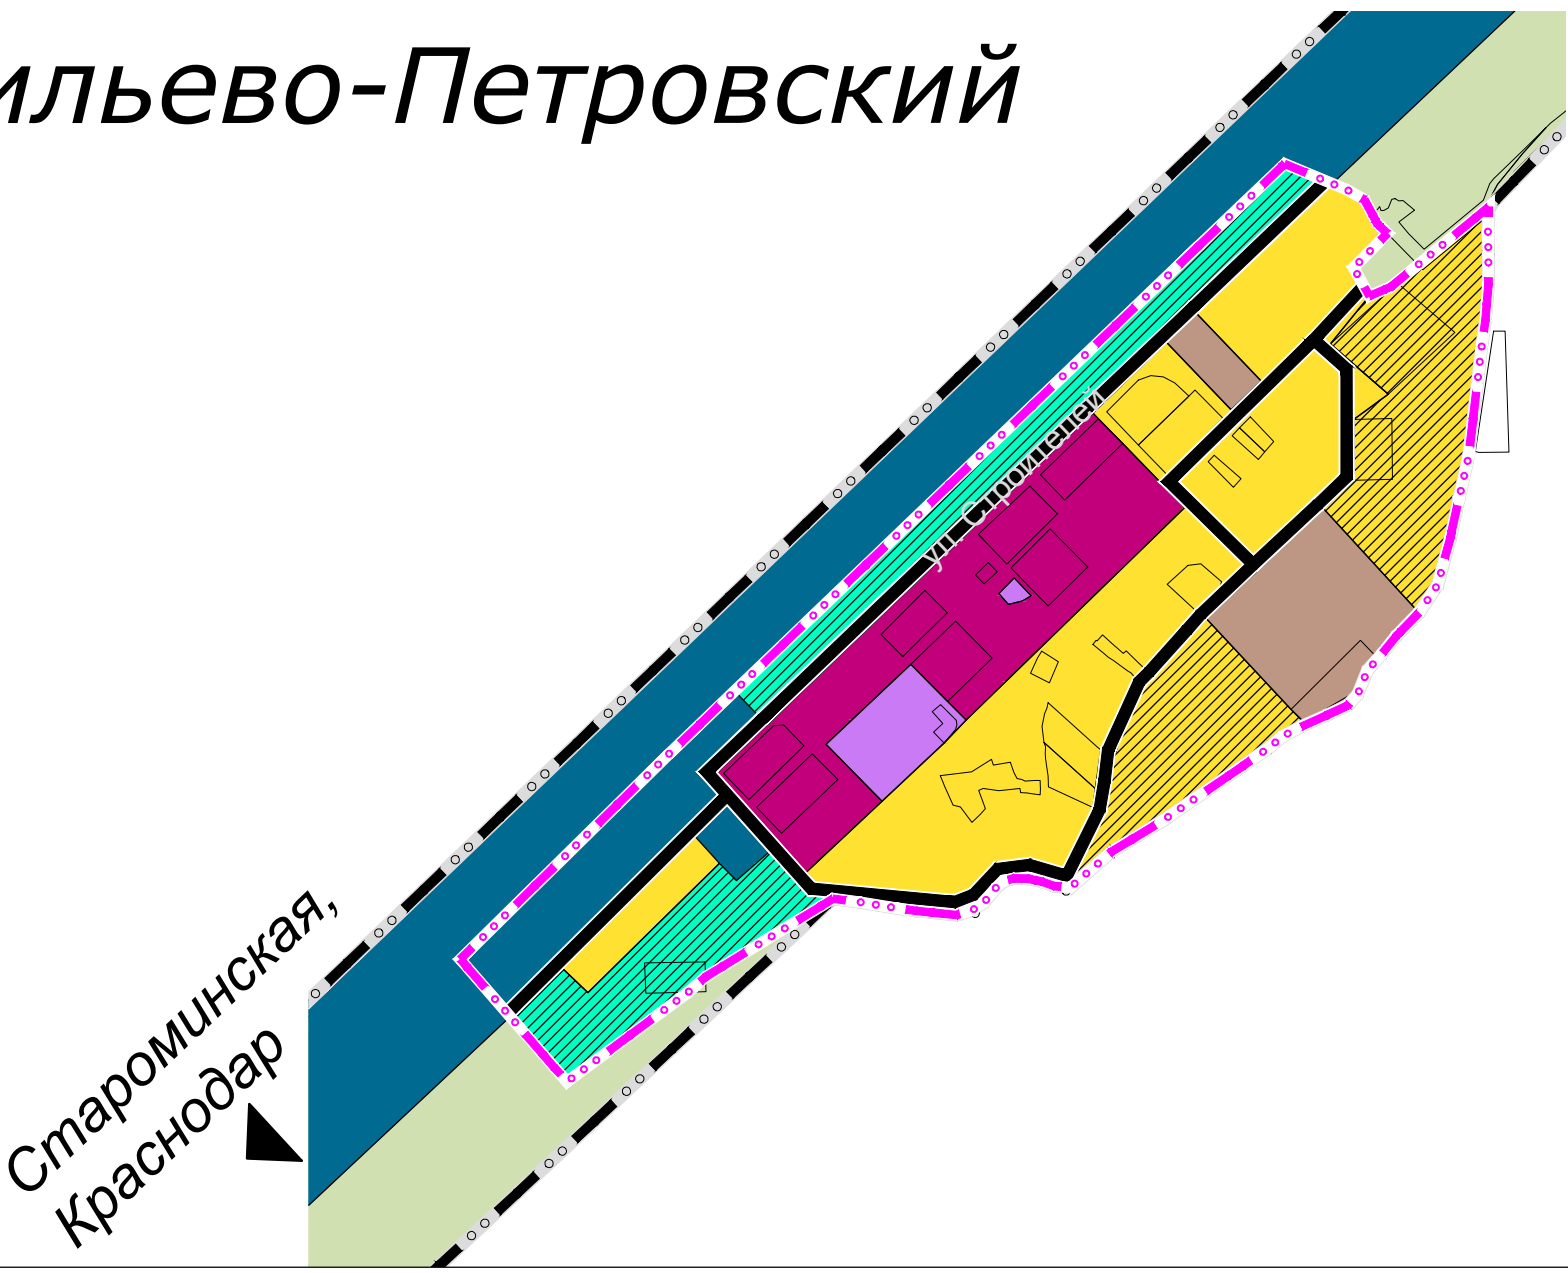 ильево-Петровский
ул. Строителей
Староминская,
Краснодар